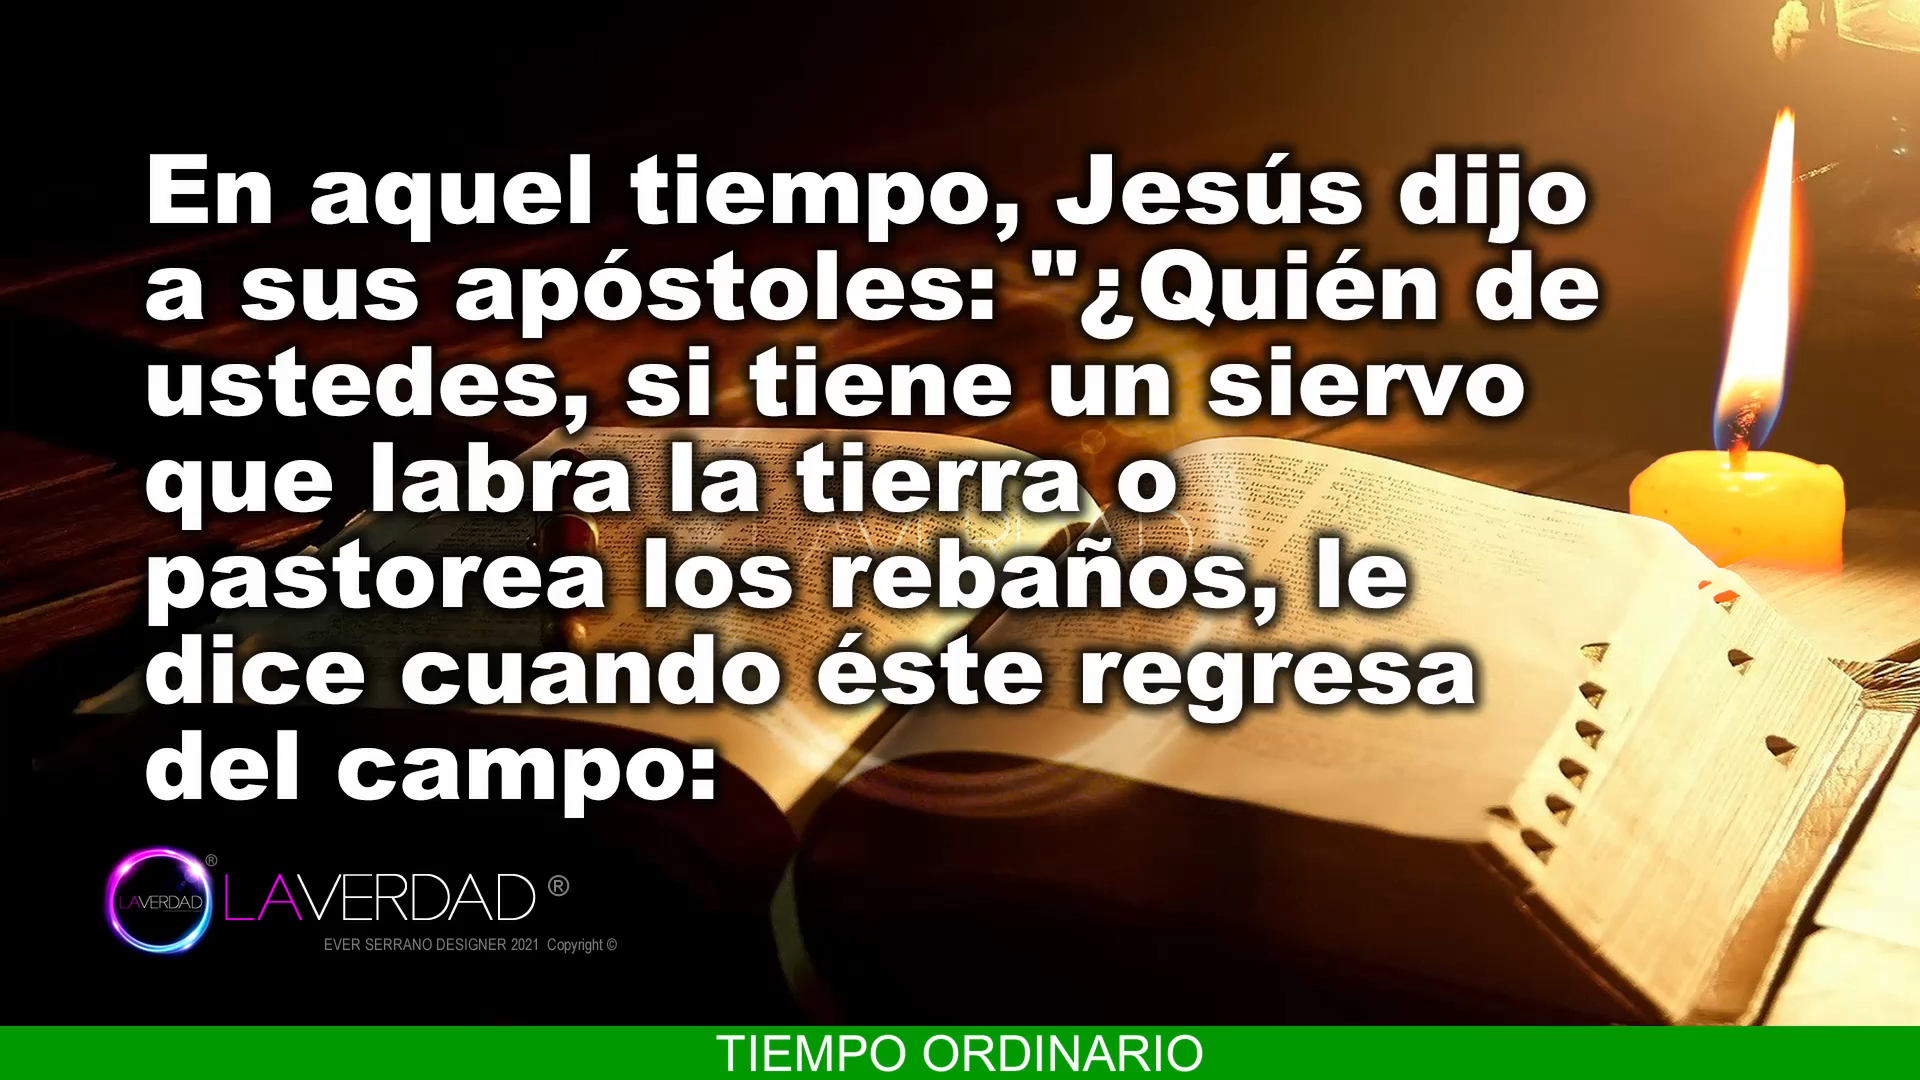 En aquel tiempo, Jesús dijo
a sus apóstoles: "¿Quién de
ustedes, si tiene un siervo
que labra la tierra o
pastorea los rebaños, le
dice cuando éste regresa
del campo:
LAVERDAD ®
LAVERDAD ®
EVER SERRANO DESIGNER 2021 Copyright ©
TIEMPO ORDINARIO